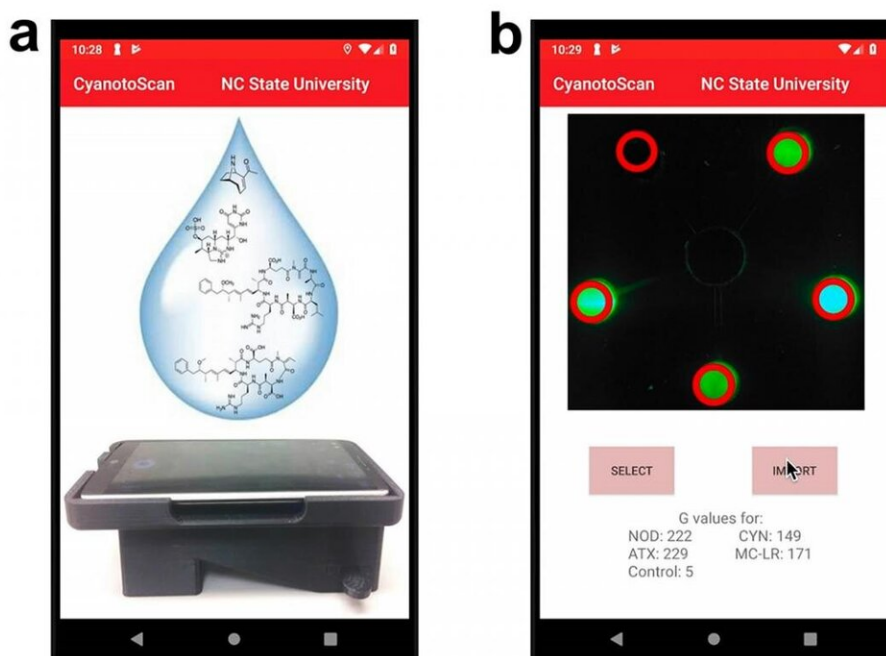 a
10:28
CyanotoScan NC State University
b
10:29
CyanotoScan NC State University
SELECT IMPORT
G values for:
NOD: 222 CYN: 149
ATX: 229 MC-LR: 171
Control: 5